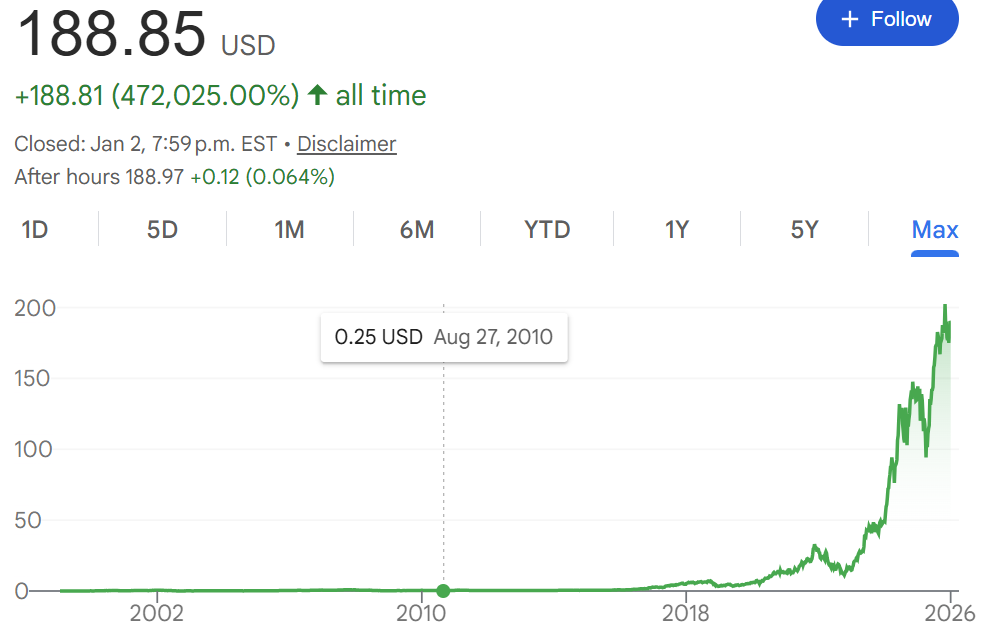 188.85 USD
+ Follow
+188.81 (472,025.00%) ↑ all time
Closed: Jan 2, 7:59 p.m. EST • Disclaimer
After hours 188.97 +0.12 (0.064%)
1D 5D 1M 6M YTD 1Y 5Y Max
200
0.25 USD Aug 27, 2010
150
100
50
0
2002 2010 2018 2026